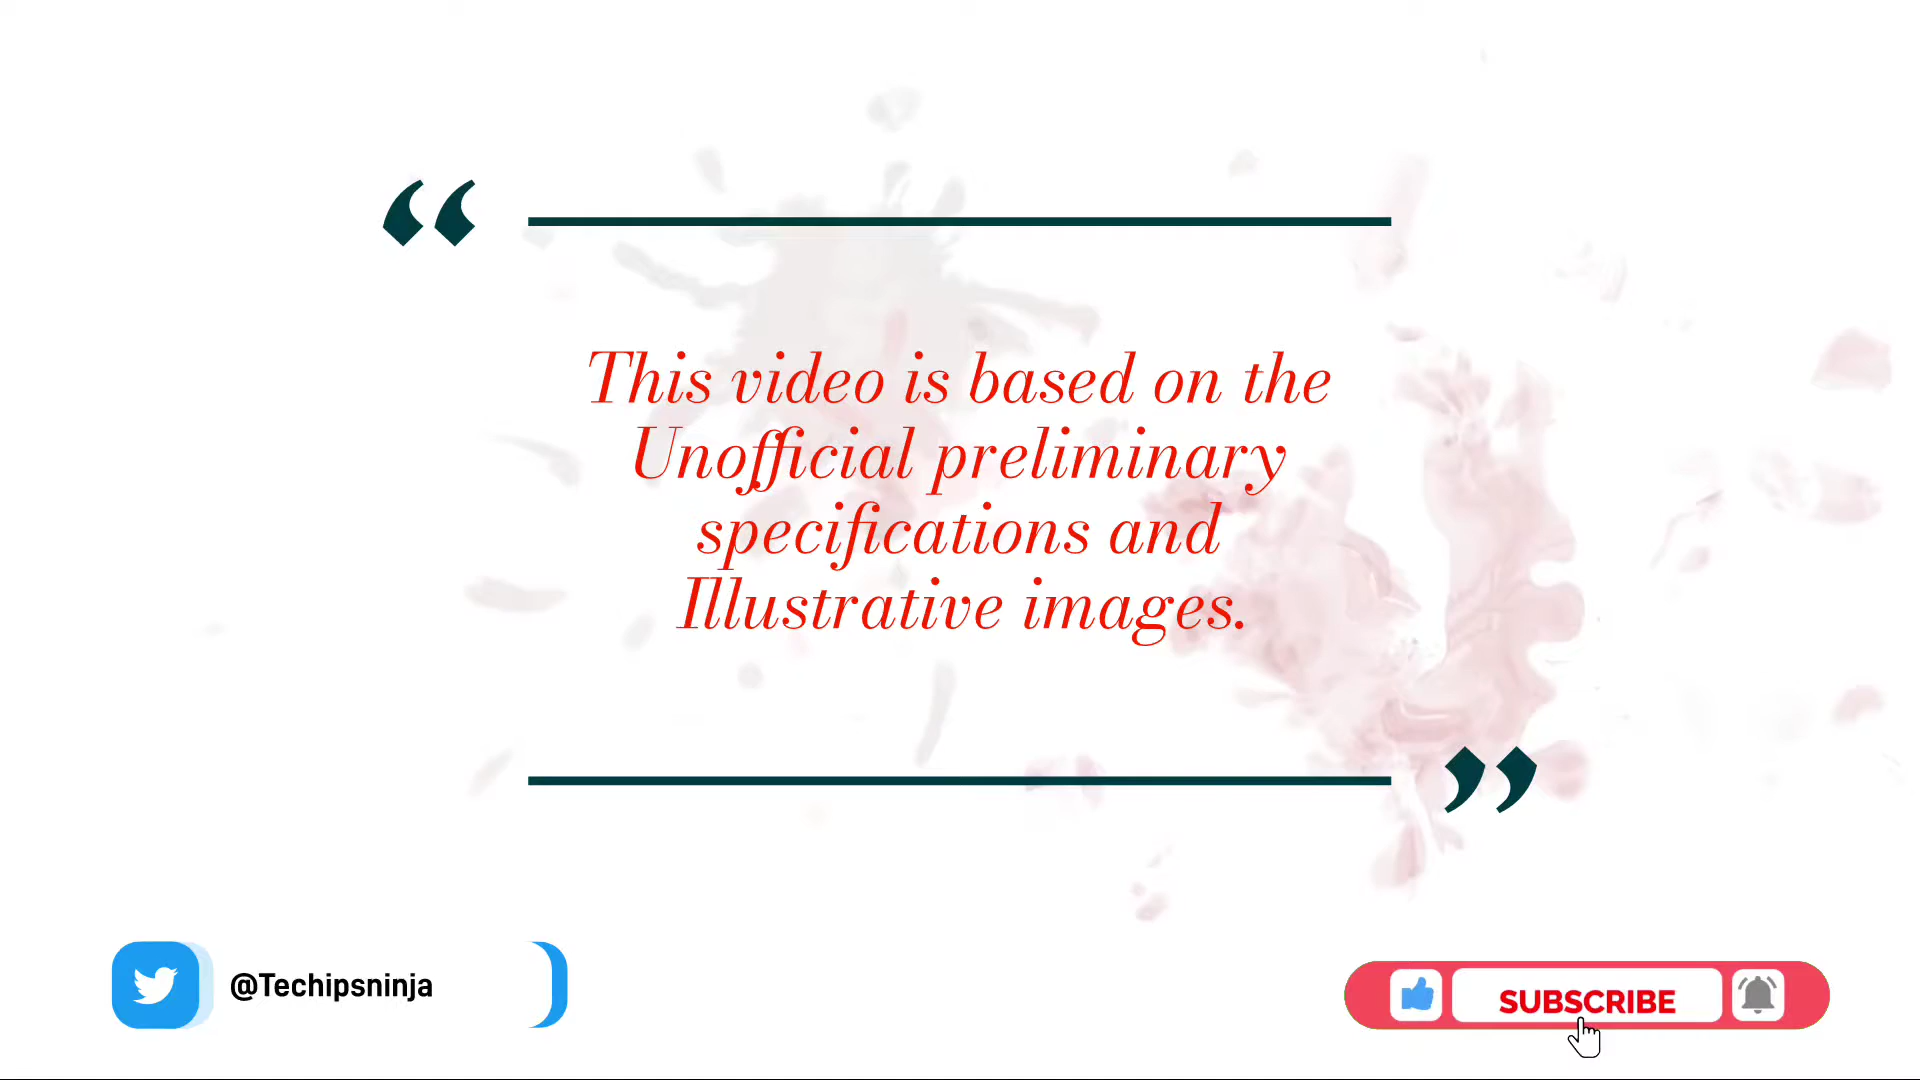 “
This video is based on the
Unofficial preliminary
specifications and
Illustrative images.
”
@Techipsninja
SUBSCRIBE